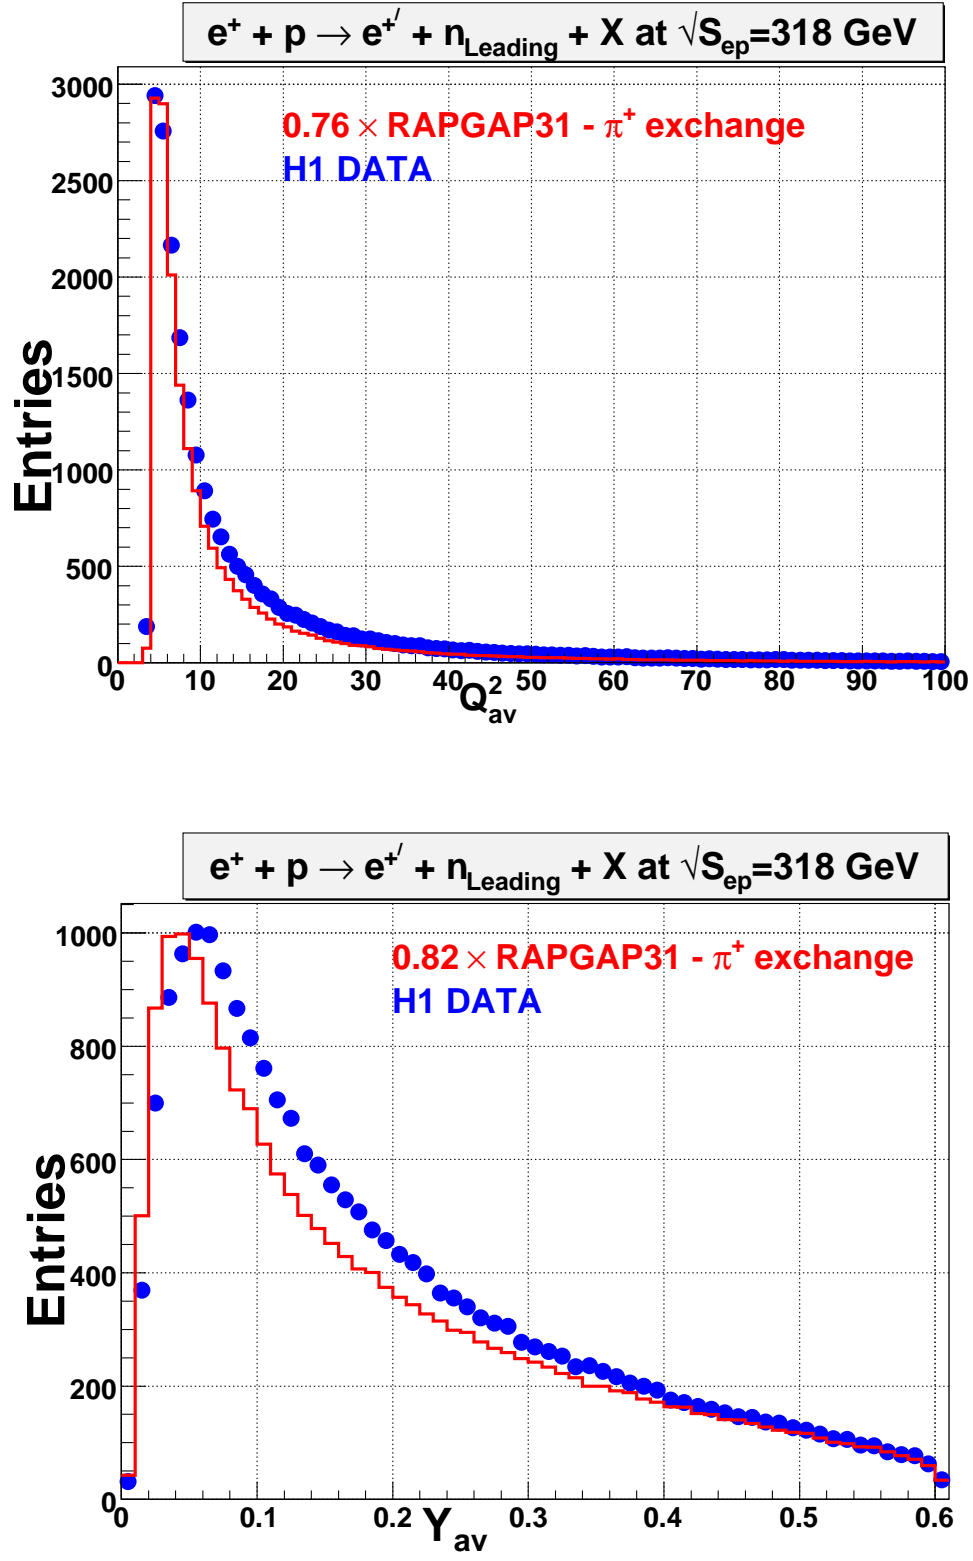 e⁺ + p → e⁺′ + n_Leading + X at √S_ep=318 GeV
0.76 × RAPGAP31 - π⁺ exchange
H1 DATA
Entries
3000
2500
2000
1500
1000
500
0
0 10 20 30 40 50 60 70 80 90 100
Q²_av
e⁺ + p → e⁺′ + n_Leading + X at √S_ep=318 GeV
0.82 × RAPGAP31 - π⁺ exchange
H1 DATA
Entries
1000
800
600
400
200
0
0 0.1 0.2 0.3 0.4 0.5 0.6
Y_av